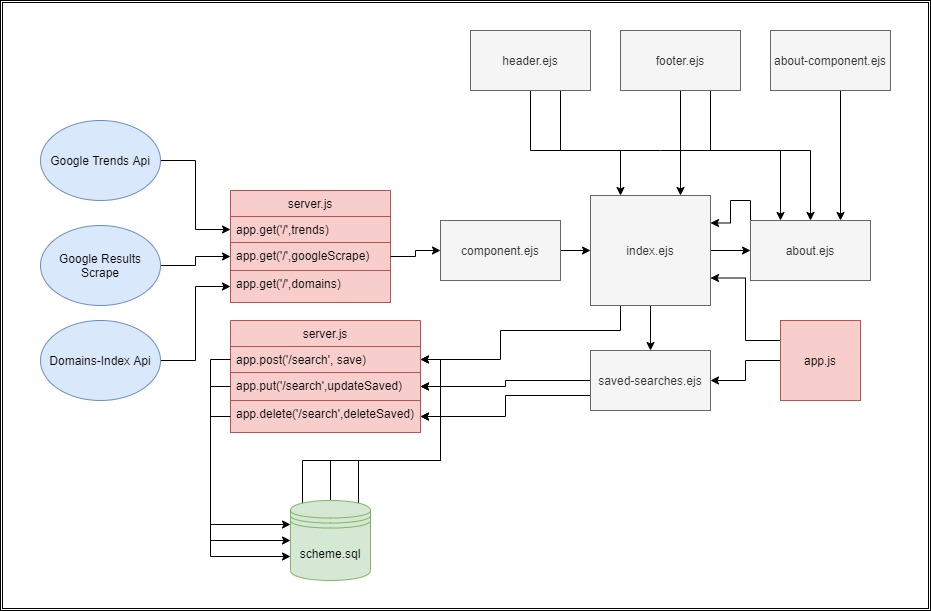 header.ejs
footer.ejs
about-component.ejs
Google Trends Api
server.js
app.get('/',trends)
app.get('/',googleScrape)
app.get('/',domains)
Google Results
Scrape
component.ejs
index.ejs
about.ejs
Domains-Index Api
server.js
app.post('/search', save)
app.put('/search',updateSaved)
app.delete('/search',deleteSaved)
saved-searches.ejs
app.js
scheme.sql